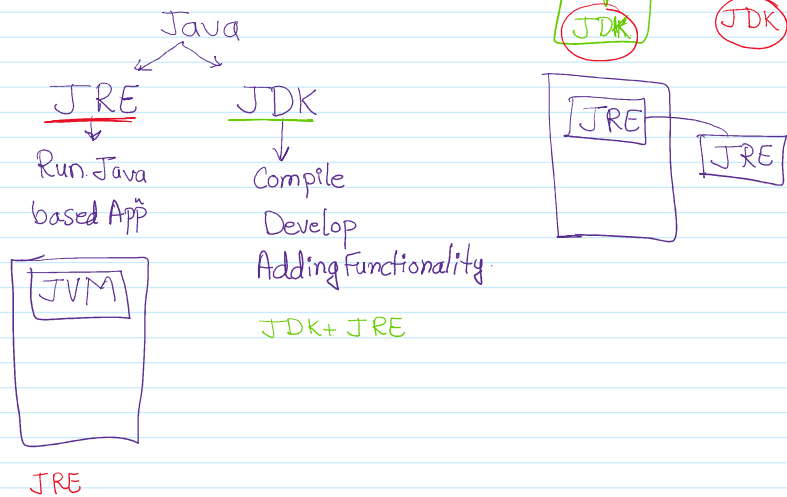 Java
JRE
JDK
Run Java
based App
Compile
Develop
Adding Functionality.
JDK+ JRE
JVM
JRE
JDK
JDK
JRE
JRE